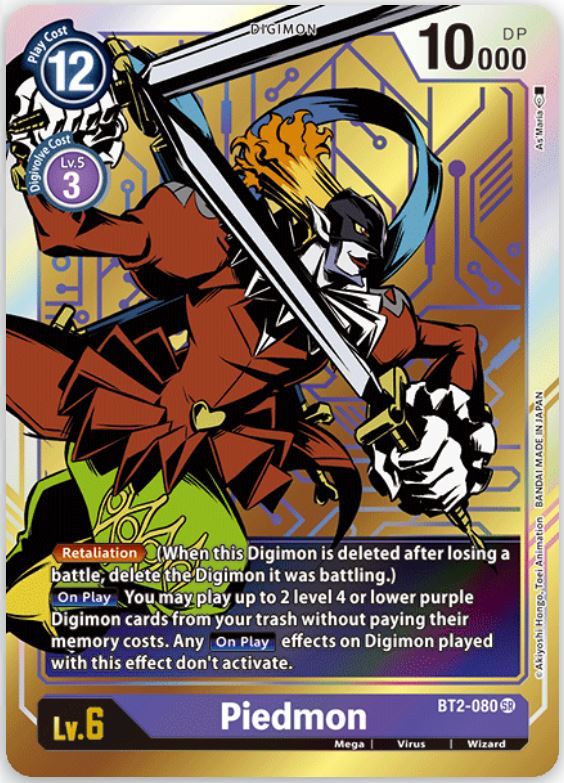 DIGIMON
Play Cost
12
10000
DP
Digivolve Cost
Lv.5
3
As'Maria
Retaliation (When this Digimon is deleted after losing a
battle, delete the Digimon it was battling.)
On Play You may play up to 2 level 4 or lower purple
Digimon cards from your trash without paying their
memory costs. Any On Play effects on Digimon played
with this effect don't activate.
©Akiyoshi Hongo, Toei Animation BANDAI MADE IN JAPAN
Lv.6
Piedmon
BT2-080 SR
Mega | Virus | Wizard